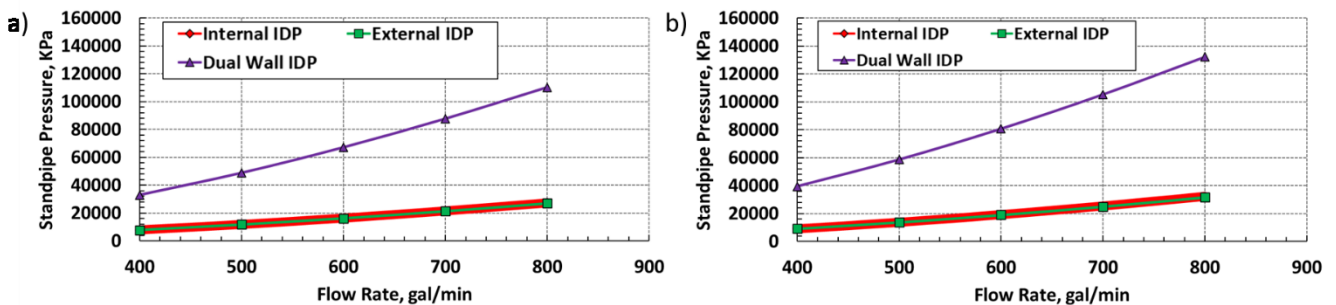 a)
Standpipe Pressure, KPa
160000
140000
120000
100000
80000
60000
40000
20000
0
Internal IDP
External IDP
Dual Wall IDP
400 500 600 700 800 900
Flow Rate, gal/min
b)
Standpipe Pressure, KPa
160000
140000
120000
100000
80000
60000
40000
20000
0
Internal IDP
External IDP
Dual Wall IDP
400 500 600 700 800 900
Flow Rate, gal/min